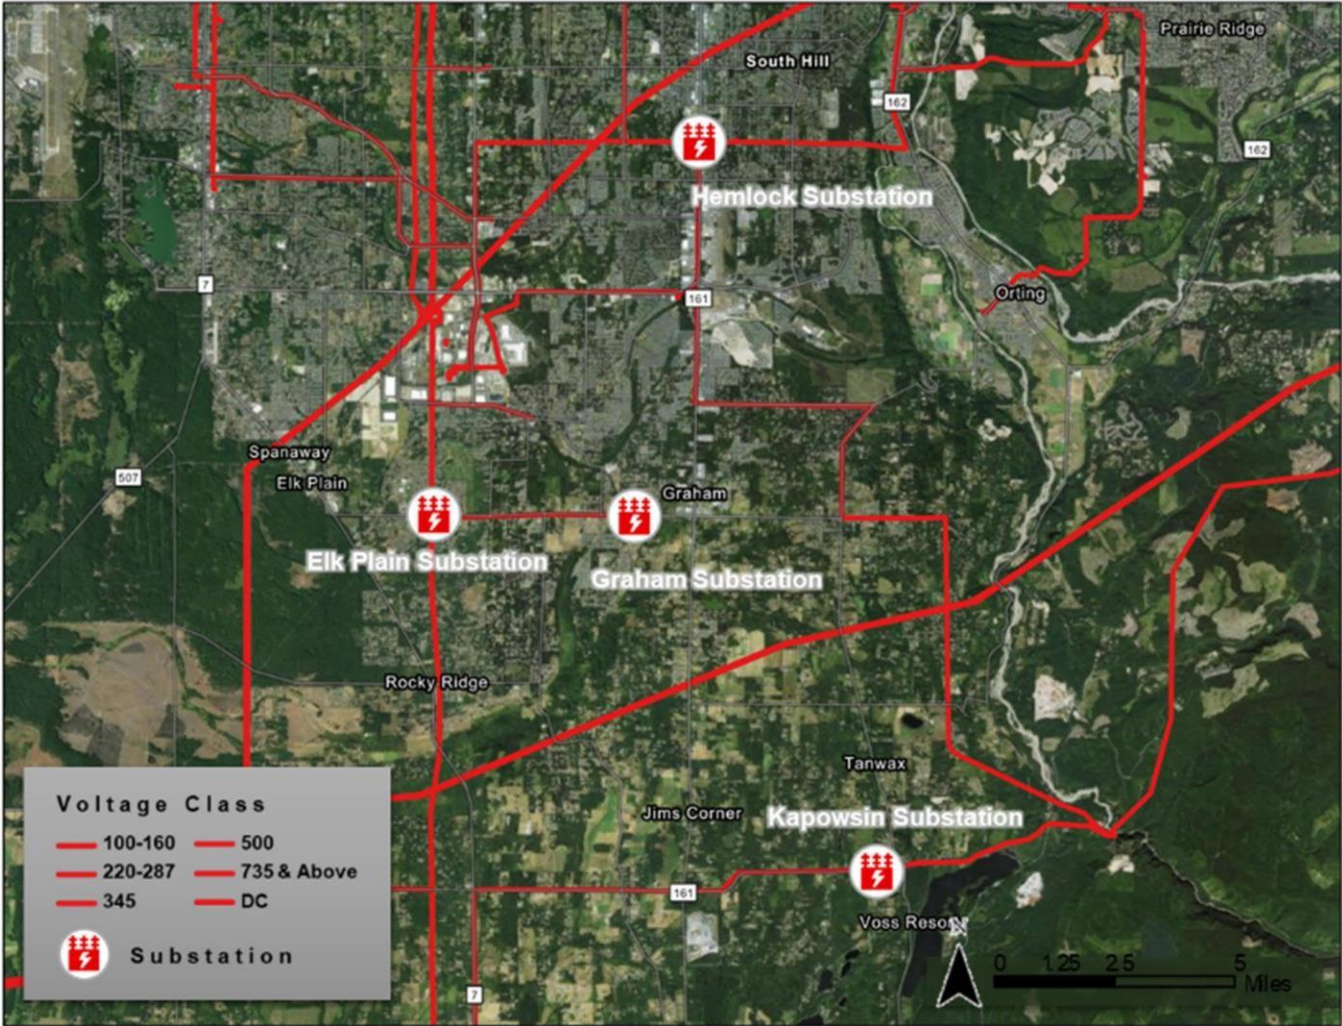 Prairie Ridge
South Hill
162
162
Hemlock Substation
7
161
Orting
Spanaway
507
Elk Plain
Graham
Elk Plain Substation
Graham Substation
Rocky Ridge
Tanwax
Jims Corner
Kapowsin Substation
161
Voss Resort
7
Voltage Class
100-160
500
220-287
735 & Above
345
DC
Substation
N
0 1.25 2.5 5
Miles